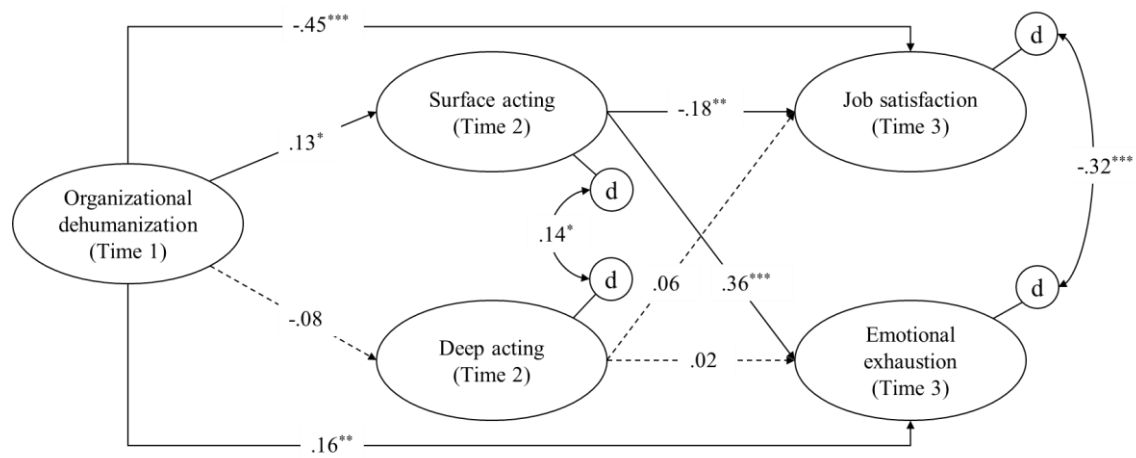 -.45***
d
Surface acting
(Time 2)
-.18**
Job satisfaction
(Time 3)
.13*
-.32***
Organizational
dehumanization
(Time 1)
d
.14*
d
.06
.36***
d
-.08
Deep acting
(Time 2)
.02
Emotional
exhaustion
(Time 3)
.16**